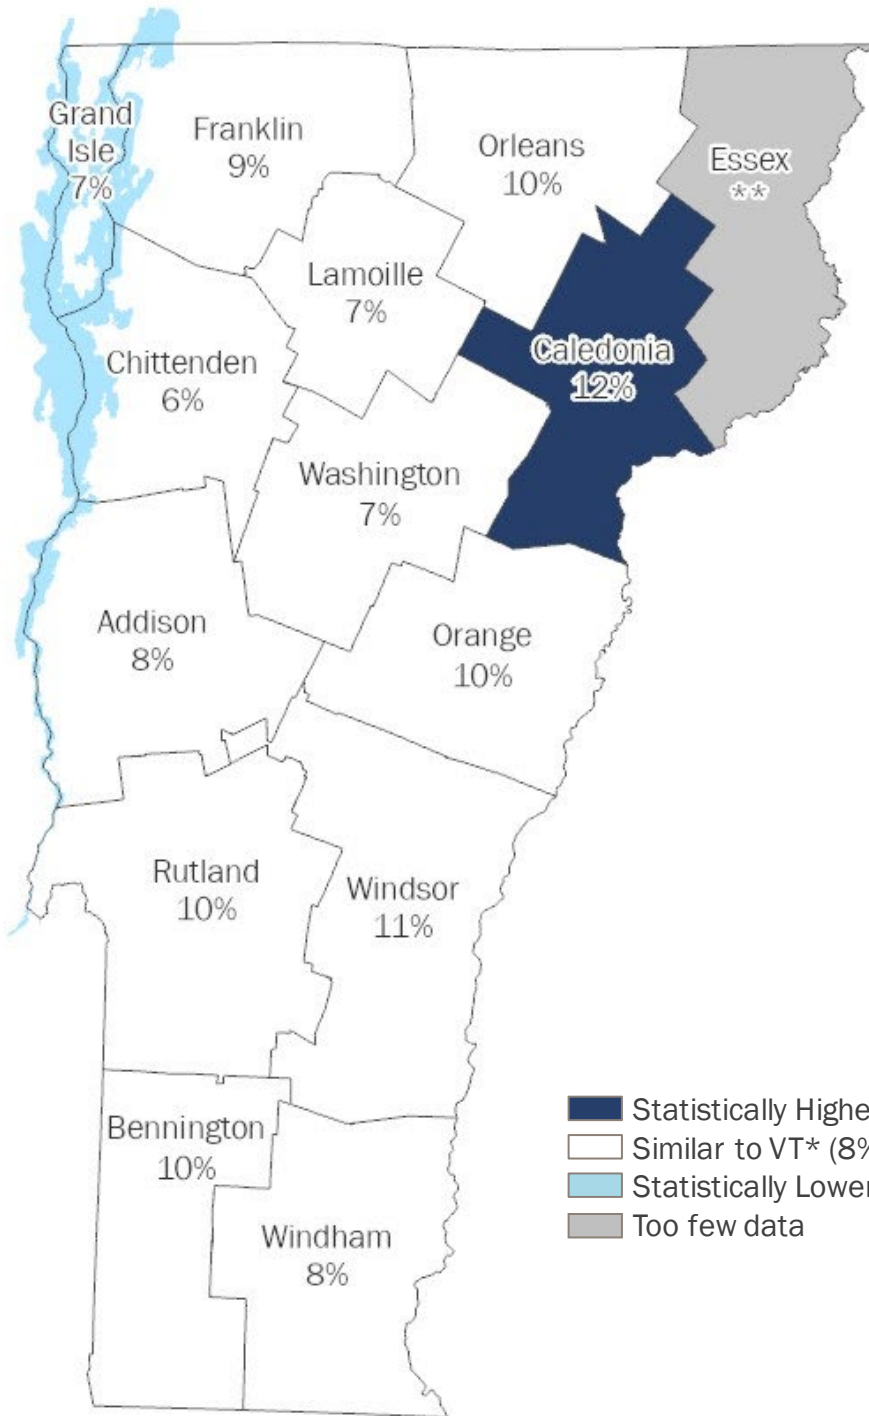 Grand
Isle
7%
Franklin
9%
Orleans
10%
Essex
**
Lamoille
7%
Caledonia
12%
Chittenden
6%
Washington
7%
Addison
8%
Orange
10%
Rutland
10%
Windsor
11%
Bennington
10%
Windham
8%
Statistically Highe
Similar to VT* (8%
Statistically Lower
Too few data